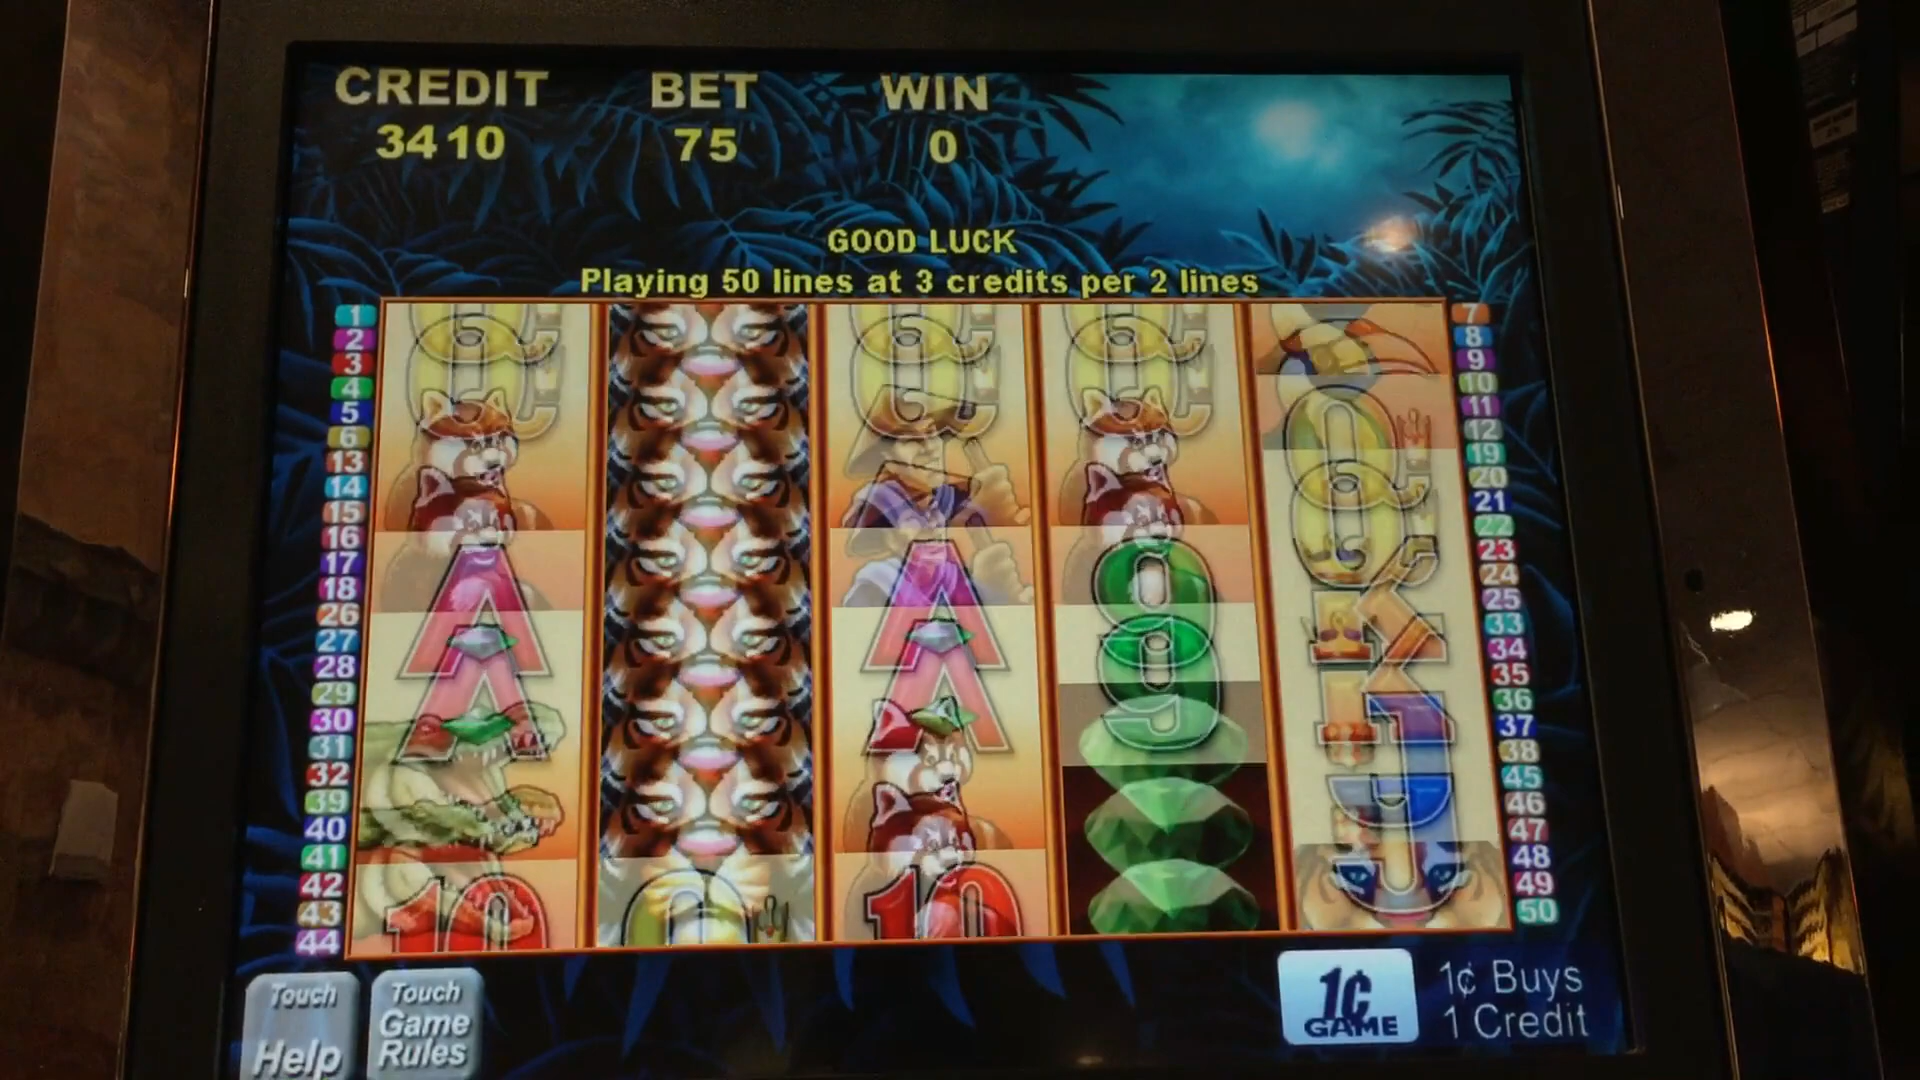 CREDIT BET WIN
3410 75 0
GOOD LUCK
Playing 50 lines at 3 credits per 2 lines
1 7
2 8
3 9
4 10
5 11
6 12
13 19
14 20
15 21
16 22
17 23
18 24
26 25
27 33
28 34
29 35
30 36
31 37
32 38
39 45
40 46
41 47
42 48
43 49
44 50
Q Q Q Q
A A 9 K
J
10 Q 10
Touch
Help
Touch
Game
Rules
1¢
GAME
1¢ Buys
1 Credit